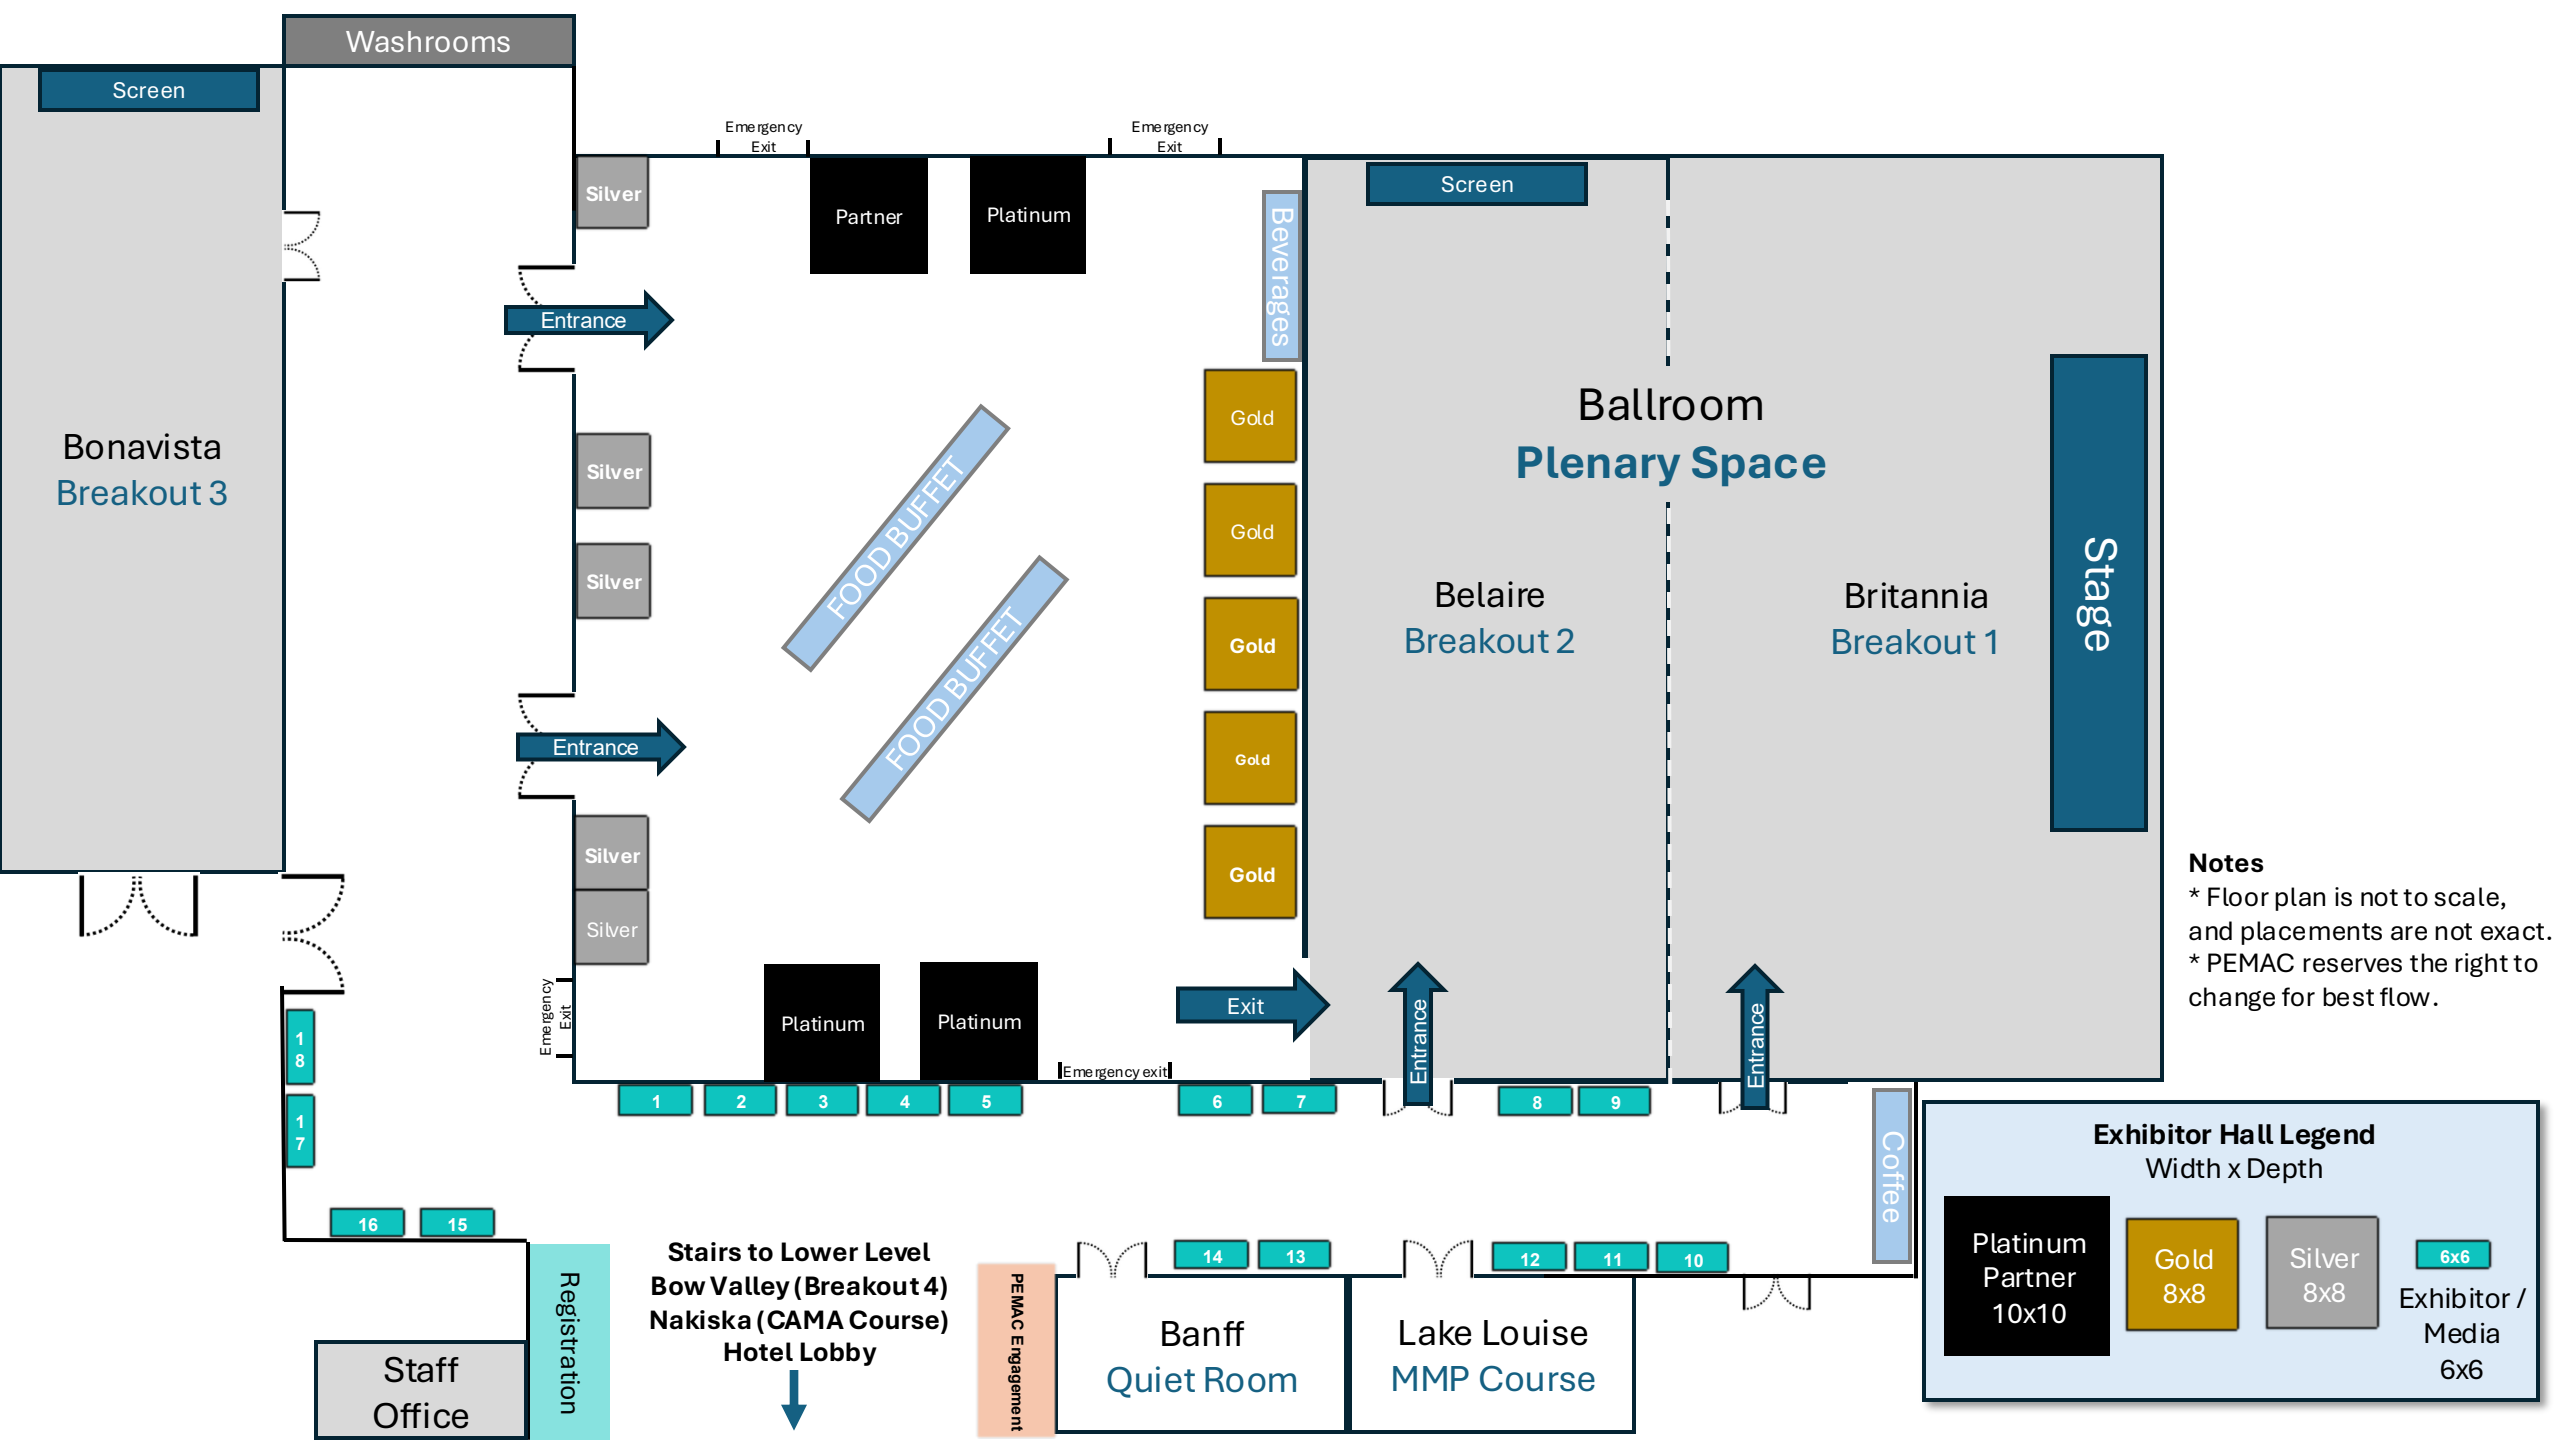 Washrooms
Screen
Emergency
Exit
Emergency
Exit
Silver
Partner
Platinum
Beverages
Screen
Entrance
Bonavista
Breakout 3
Silver
Silver
FOOD BUFFET
FOOD BUFFET
Gold
Gold
Gold
Gold
Gold
Ballroom
Plenary Space
Belaire
Breakout 2
Britannia
Breakout 1
Stage
Entrance
Silver
Silver
Emergency
Exit
Platinum
Platinum
Emergency exit
Exit
Entrance
Entrance
Notes
* Floor plan is not to scale,
and placements are not exact.
* PEMAC reserves the right to
change for best flow.
18
17
1
2
3
4
5
6
7
8
9
Coffee
16
15
14
13
12
11
10
Registration
Staff
Office
Stairs to Lower Level
Bow Valley (Breakout 4)
Nakiska (CAMA Course)
Hotel Lobby
PEMAC Engagement
Banff
Quiet Room
Lake Louise
MMP Course
Exhibitor Hall Legend
Width x Depth
Platinum
Partner
10x10
Gold
8x8
Silver
8x8
6x6
Exhibitor /
Media
6x6